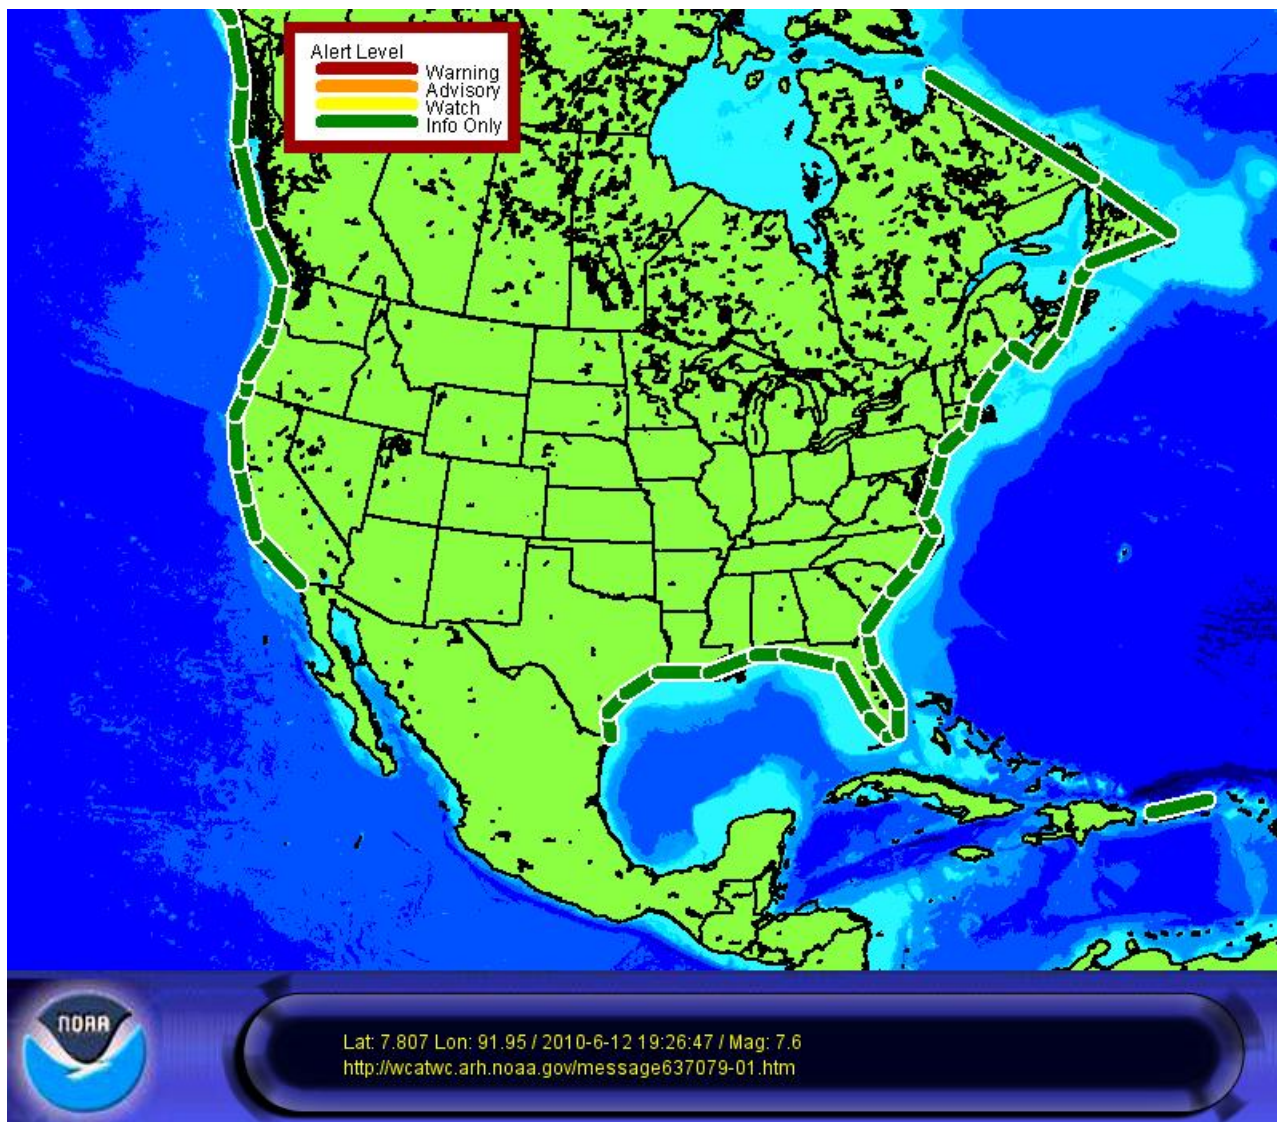 Alert Level
Warning
Advisory
Watch
Info Only
NOAA
Lat: 7.807 Lon: 91.95 / 2010-6-12 19:26:47 / Mag: 7.6
http://wcatwc.arh.noaa.gov/message637079-01.htm